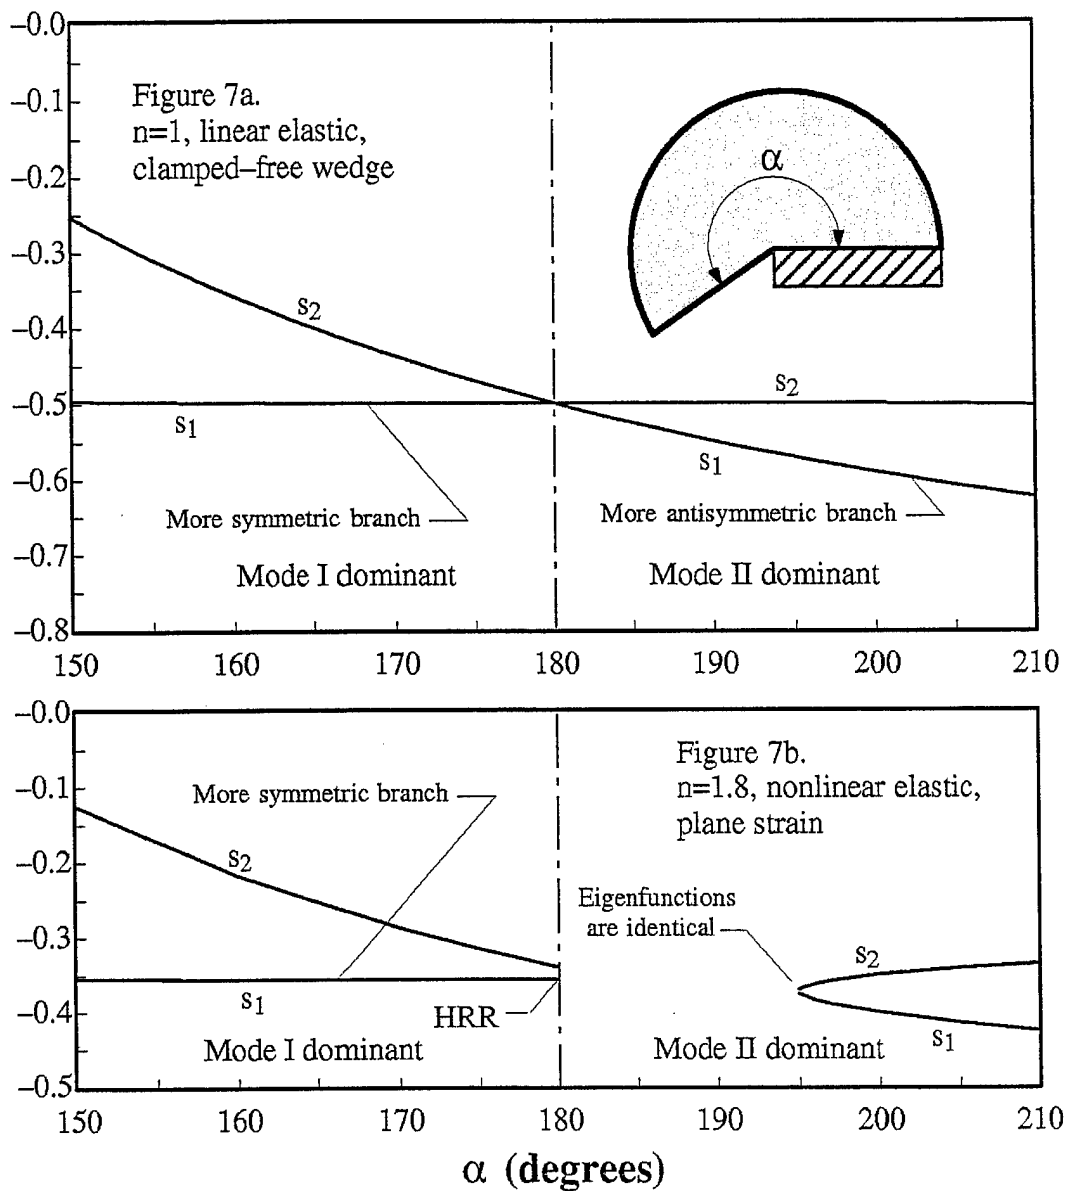 −0.0
−0.1
−0.2
−0.3
−0.4
−0.5
−0.6
−0.7
−0.8
Figure 7a.
n=1, linear elastic,
clamped–free wedge
α
s2
s2
s1
s1
More symmetric branch
More antisymmetric branch
Mode I dominant
Mode II dominant
150 160 170 180 190 200 210
−0.0
−0.1
−0.2
−0.3
−0.4
−0.5
Figure 7b.
n=1.8, nonlinear elastic,
plane strain
More symmetric branch
s2
Eigenfunctions
are identical
s2
s1
HRR
s1
Mode I dominant
Mode II dominant
150 160 170 180 190 200 210
α (degrees)